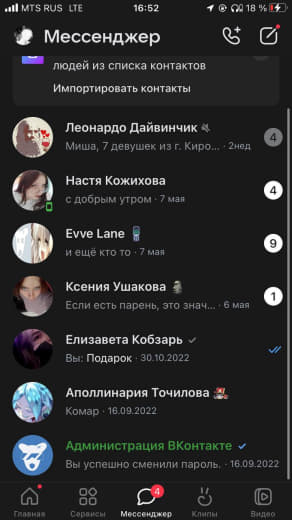 MTS RUS LTE 16:52 18 %
Мессенджер
людей из списка контактов
Импортировать контакты
Леонардо Дайвинчик
Миша, 7 девушек из г. Киро... · 2нед
4
Настя Кожихова
с добрым утром · 7 мая
4
Evve Lane
и ещё кто то · 7 мая
9
Ксения Ушакова
Если есть парень, это знач... · 6 мая
1
Елизавета Кобзарь
Вы: Подарок · 30.10.2022
Аполлинария Точилова
Комар · 16.09.2022
Администрация ВКонтакте
Вы успешно сменили пароль. · 16.09.2022
4
Главная Сервисы Мессенджер Клипы Видео